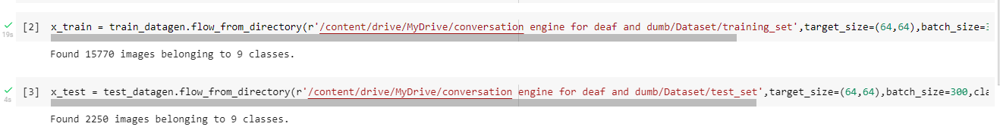 [2] x_train = train_datagen.flow_from_directory(r'/content/drive/MyDrive/conversation engine for deaf and dumb/Dataset/training_set',target_size=(64,64),batch_size=3
19s
Found 15770 images belonging to 9 classes.
[3] x_test = test_datagen.flow_from_directory(r'/content/drive/MyDrive/conversation engine for deaf and dumb/Dataset/test_set',target_size=(64,64),batch_size=300,cla
4s
Found 2250 images belonging to 9 classes.